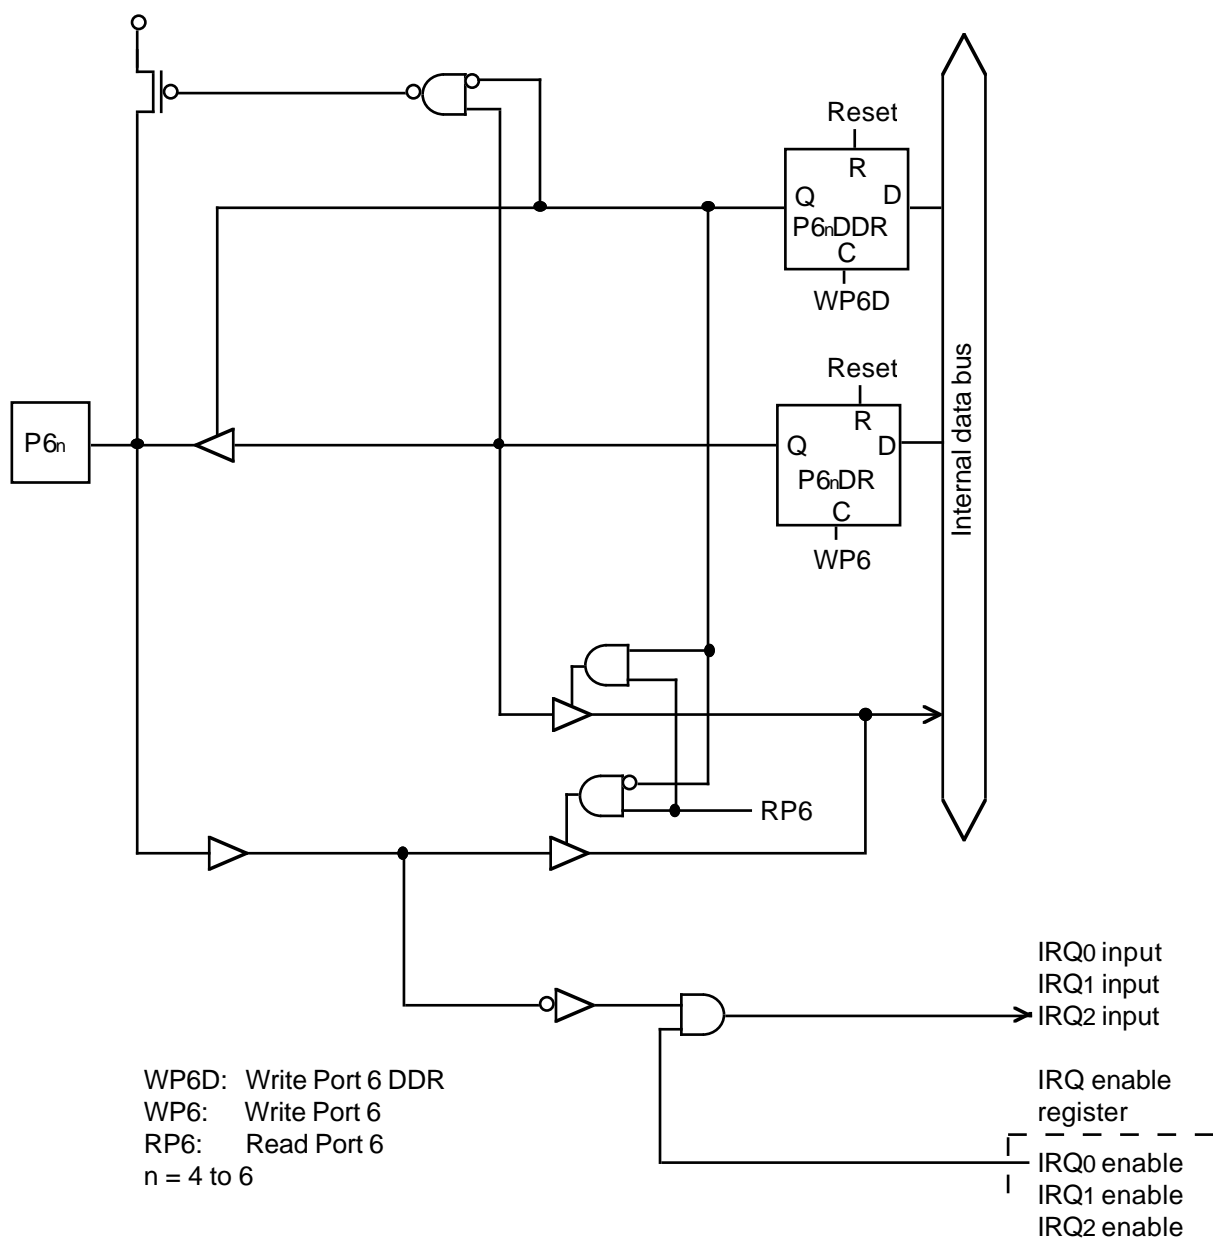 Reset
R
Q D
P6nDDR
C
WP6D
Reset
R
P6n
Q D
P6nDR
C
WP6
Internal data bus
RP6
IRQ0 input
IRQ1 input
IRQ2 input
WP6D: Write Port 6 DDR
WP6: Write Port 6
RP6: Read Port 6
n = 4 to 6
IRQ enable
register
IRQ0 enable
IRQ1 enable
IRQ2 enable